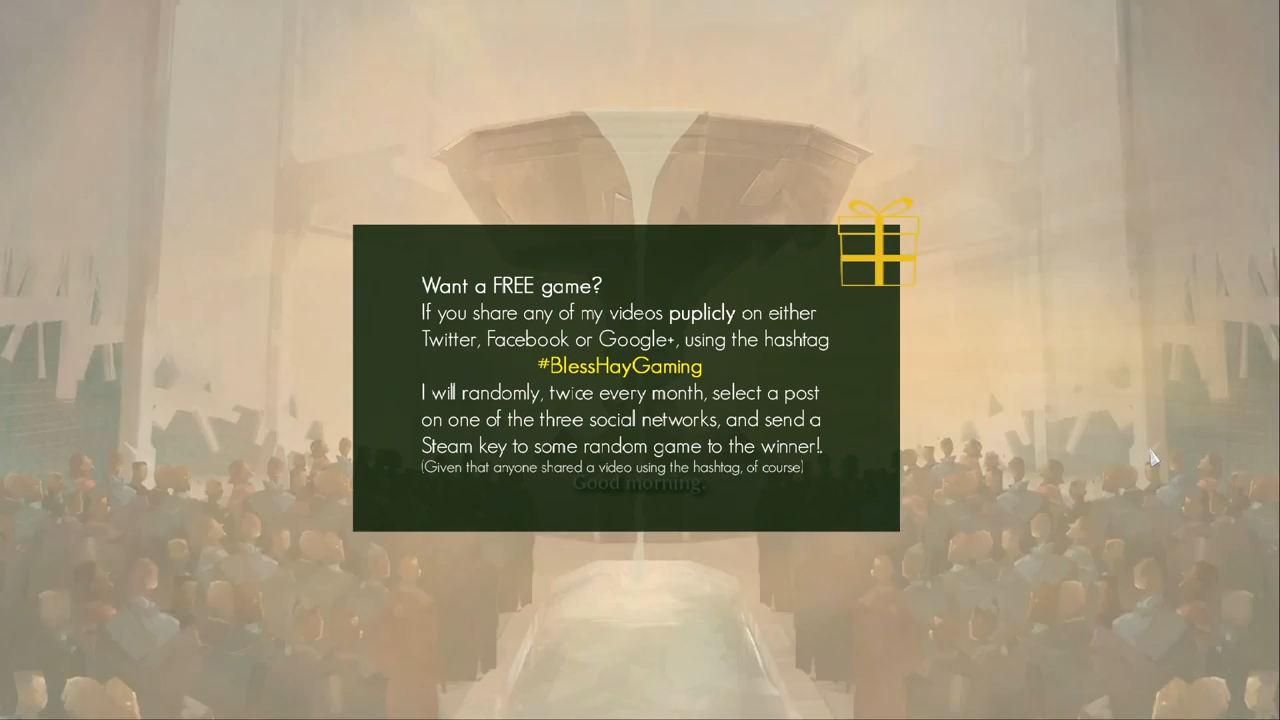 Want a FREE game?
If you share any of my videos puplicly on either
Twitter, Facebook or Google+, using the hashtag
#BlessHayGaming
I will randomly, twice every month, select a post
on one of the three social networks, and send a
Steam key to some random game to the winner!.
(Given that anyone shared a video using the hashtag, of course)
Good morning.